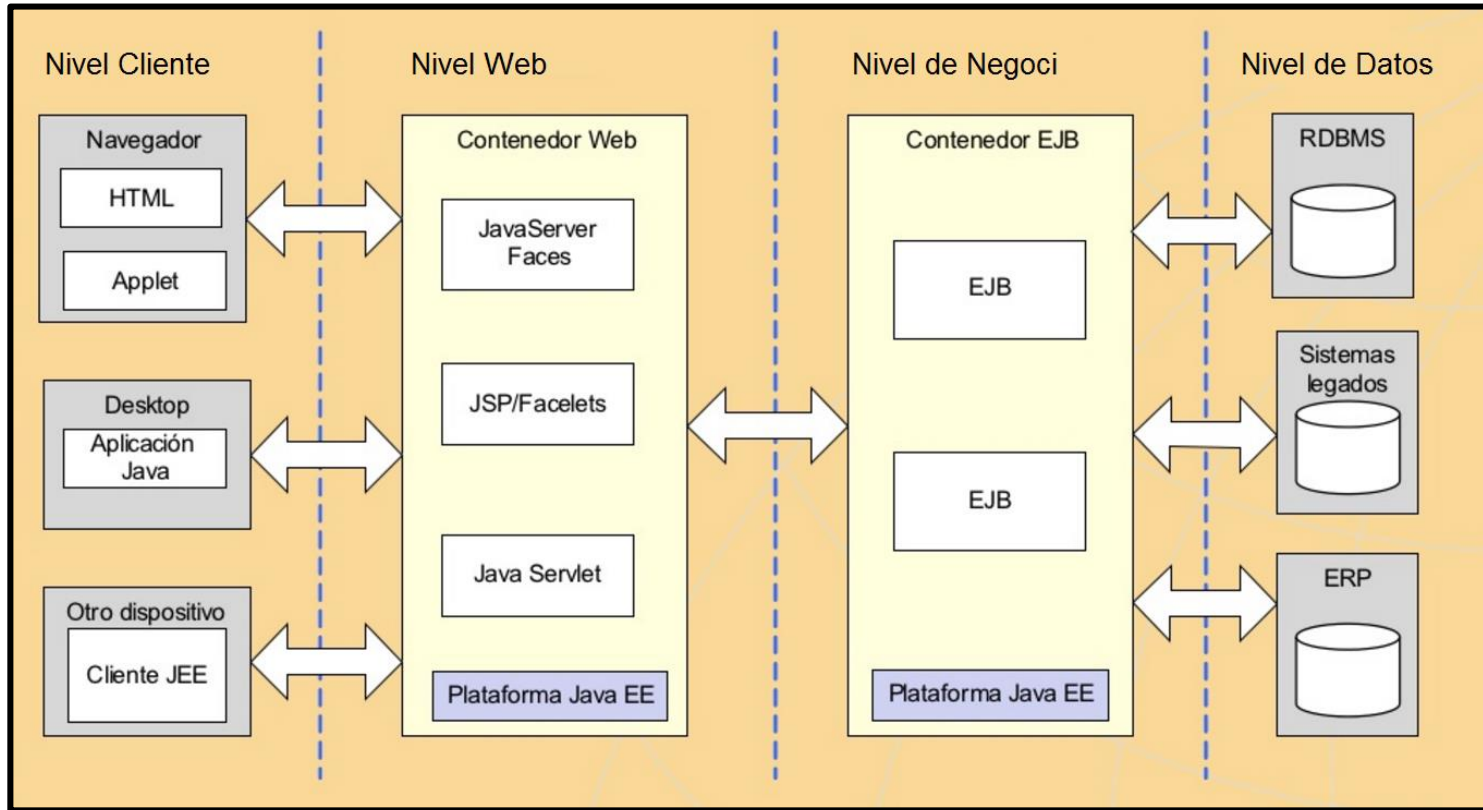 Nivel Cliente
Nivel Web
Nivel de Negoci
Nivel de Datos
Navegador
HTML
Applet
Desktop
Aplicación
Java
Otro dispositivo
Cliente JEE
Contenedor Web
JavaServer
Faces
JSP/Facelets
Java Servlet
Plataforma Java EE
Contenedor EJB
EJB
EJB
Plataforma Java EE
RDBMS
Sistemas
legados
ERP